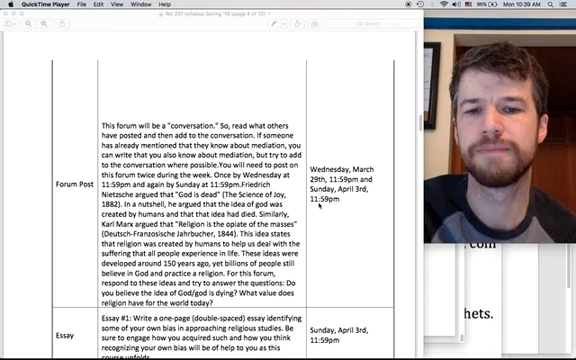 QuickTime Player File Edit View Window Help 96% Mon 10:39 AM
Rel 201 syllabus Spring '16 (page 4 of 12)
Search
This forum will be a "conversation." So, read what others
have posted and then add to the conversation. If someone
has already mentioned that they know about mediation,
you can write that you also know about mediation, but try to add
to the conversation where possible.You will need to post on
this forum twice during the week. Once by Wednesday at
11:59pm and again by Sunday at 11:59pm.Friedrich
Nietzsche argued that "God is dead" (The Science of Joy,
1882). In a nutshell, he argued that the idea of god was
created by humans and that that idea had died. Similarly,
Karl Marx argued that "Religion is the opiate of the masses"
(Deutsch-Franzosische Jahrbucher, 1844). This idea states
that religion was created by humans to help us deal with the
suffering that all people experience in life. These ideas were
developed around 150 years ago, yet billions of people still
believe in God and practice a religion. For this forum,
respond to these ideas and try to answer the questions: Do
you believe the idea of God/god is dying? What value does
religion have for the world today?
Forum Post
Wednesday, March
29th, 11:59pm and
Sunday, April 3rd,
11:59pm
Essay
Essay #1: Write a one-page (double-spaced) essay identifying
some of your own bias in approaching religious studies. Be
sure to engage how you acquired such and how you think
recognizing your own bias will be of help to you as this
course unfolds.
Sunday, April 3rd,
11:59pm
com
hets.